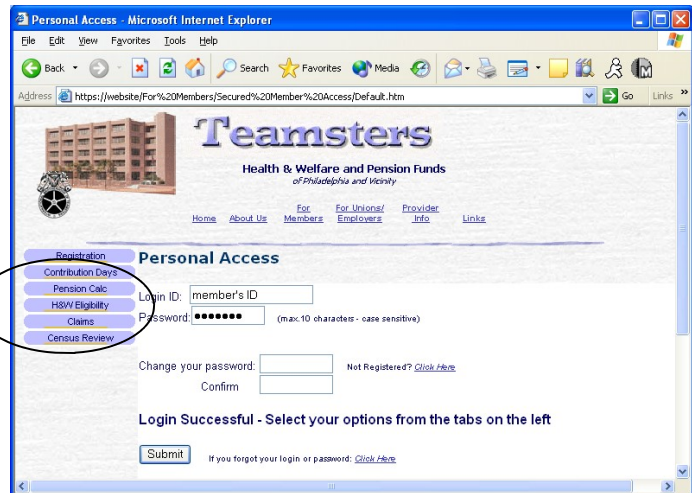 Personal Access - Microsoft Internet Explorer
File Edit View Favorites Tools Help
Back Search Favorites Media
Address https://website/For%20Members/Secured%20Member%20Access/Default.htm Go Links »
Teamsters
Health & Welfare and Pension Funds
of Philadelphia and Vicinity
Home About Us For Members For Unions/ Employers Provider Info Links
Registration
Contribution Days
Pension Calc
H&W Eligibility
Claims
Census Review
Personal Access
Login ID: member's ID
Password: ●●●●●●● (max.10 characters - case sensitive)
Change your password: Not Registered? Click Here
Confirm
Login Successful - Select your options from the tabs on the left
Submit If you forgot your login or password: Click Here